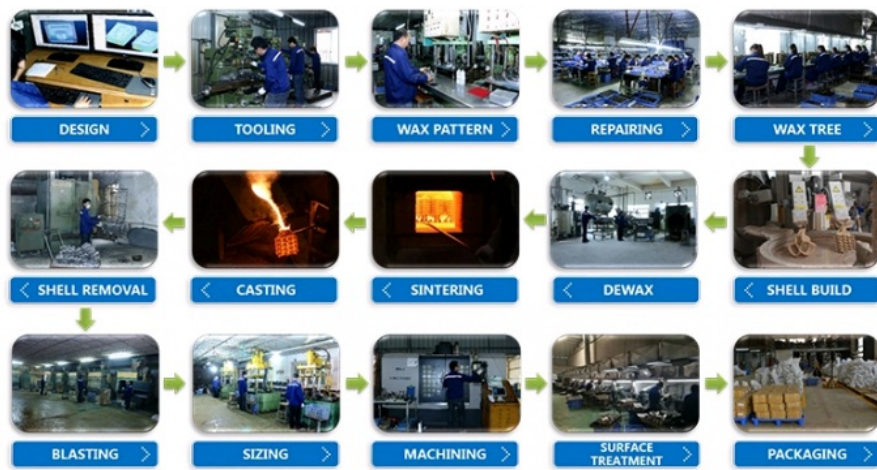 DESIGN
TOOLING
WAX PATTERN
REPAIRING
WAX TREE
SHELL REMOVAL
CASTING
SINTERING
DEWAX
SHELL BUILD
BLASTING
SIZING
MACHINING
SURFACE
TREATMENT
PACKAGING